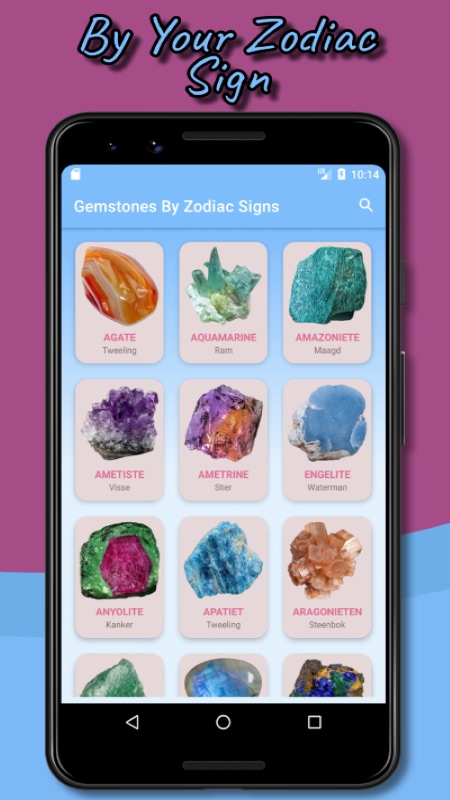 By Your Zodiac
Sign
10:14
Gemstones By Zodiac Signs
AGATE
Tweeling
AQUAMARINE
Ram
AMAZONIETE
Maagd
AMETISTE
Visse
AMETRINE
Stier
ENGELITE
Waterman
ANYOLITE
Kanker
APATIET
Tweeling
ARAGONIETEN
Steenbok